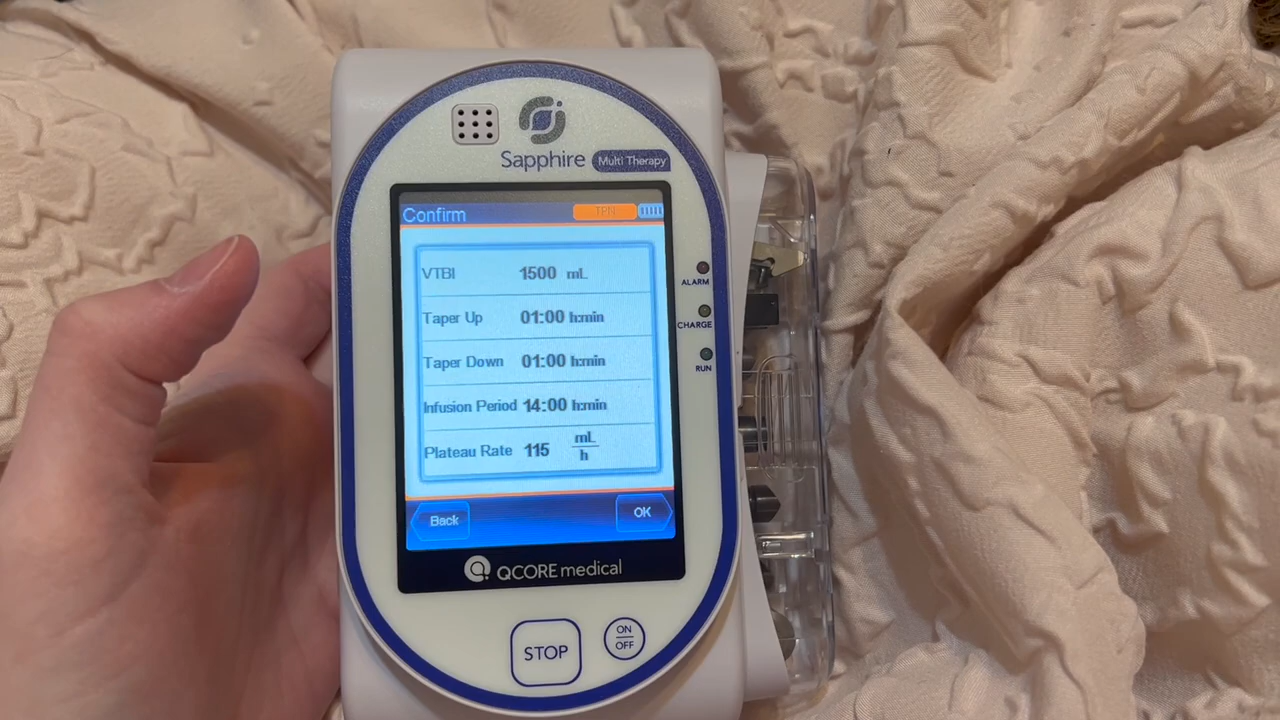 Sapphire Multi Therapy
Confirm TPN
VTBI 1500 mL
Taper Up 01:00 h:min
Taper Down 01:00 h:min
Infusion Period 14:00 h:min
Plateau Rate 115 mL
h
Back OK
ALARM
CHARGE
RUN
QCORE medical
STOP
ON
OFF